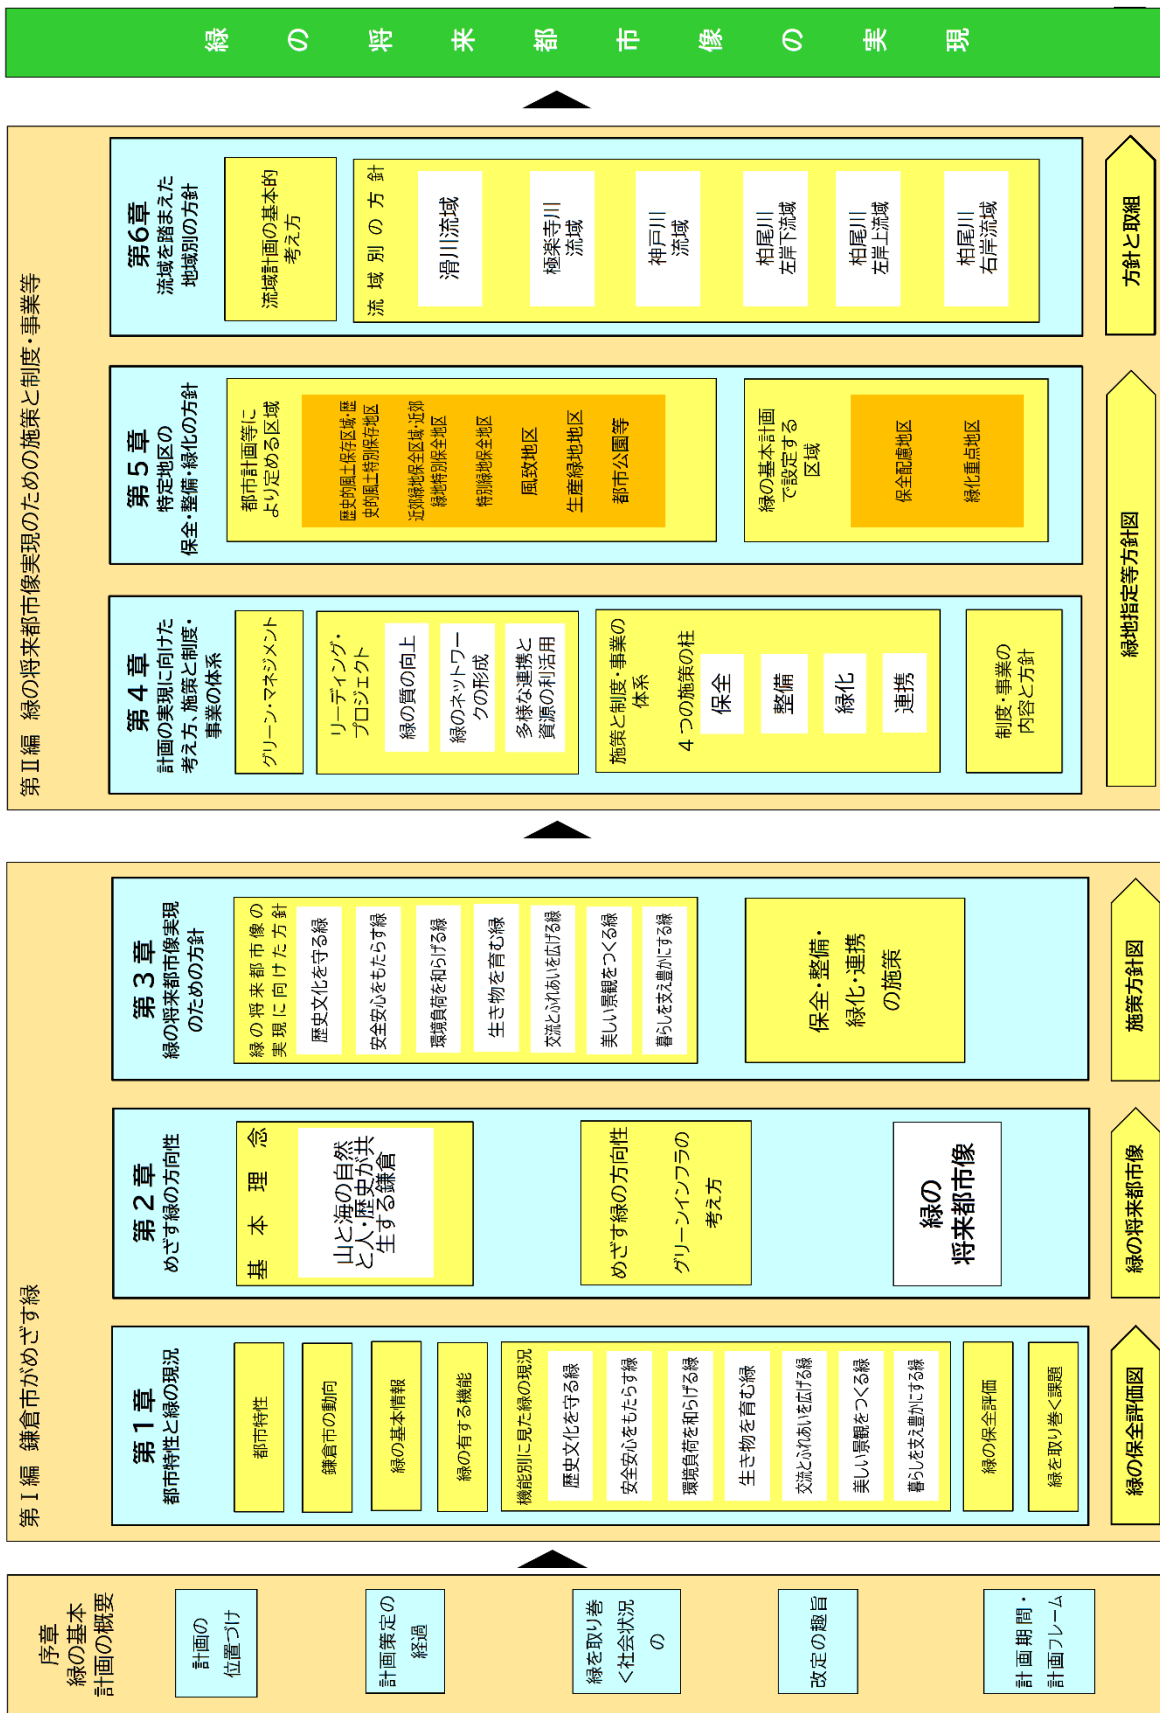 序章
緑の基本
計画の概要
計画の
位置づけ
計画策定の
経過
緑を取り巻
く社会状況
の
改定の趣旨
計画期間・
計画フレーム
第Ⅰ編　鎌倉市がめざす緑
第１章
都市特性と緑の現況
都市特性
鎌倉市の動向
緑の基本情報
緑の有する機能
機能別に見た緑の現況
歴史文化を守る緑
安全安心をもたらす緑
環境負荷を和らげる緑
生き物を育む緑
交流とふれあいを広げる緑
美しい景観をつくる緑
暮らしを支え豊かにする緑
緑の保全評価
緑を取り巻く課題
緑の保全評価図
第２章
めざす緑の方向性
基本理念
山と海の自然
と人・歴史が共
生する鎌倉
めざす緑の方向性
グリーンインフラの
考え方
緑の
将来都市像
緑の将来都市像
第３章
緑の将来都市像実現
のための方針
緑の将来都市像の
実現に向けた方針
歴史文化を守る緑
安全安心をもたらす緑
環境負荷を和らげる緑
生き物を育む緑
交流とふれあいを広げる緑
美しい景観をつくる緑
暮らしを支え豊かにする緑
保全・整備・
緑化・連携
の施策
施策方針図
第Ⅱ編　緑の将来都市像実現のための施策と制度・事業等
第４章
計画の実現に向けた
考え方、施策と制度・
事業の体系
グリーン・マネジメント
リーディング・
プロジェクト
緑の質の向上
緑のネットワー
クの形成
多様な連携と
資源の利活用
施策と制度・事業の
体系
４つの施策の柱
保全
整備
緑化
連携
制度・事業の
内容と方針
第５章
特定地区の
保全・整備・緑化の方針
都市計画等に
より定める区域
歴史的風土保存区域・歴
史的風土特別保存地区
近郊緑地保全区域・近郊
緑地特別保全地区
特別緑地保全地区
風致地区
生産緑地地区
都市公園等
緑の基本計画
で設定する
区域
保全配慮地区
緑化重点地区
緑地指定等方針図
第６章
流域を踏まえた
地域別の方針
流域計画の基本的
考え方
流域別の方針
滑川流域
極楽寺川
流域
神戸川
流域
柏尾川
左岸下流域
柏尾川
左岸上流域
柏尾川
右岸流域
方針と取組
緑の将来都市像の実現